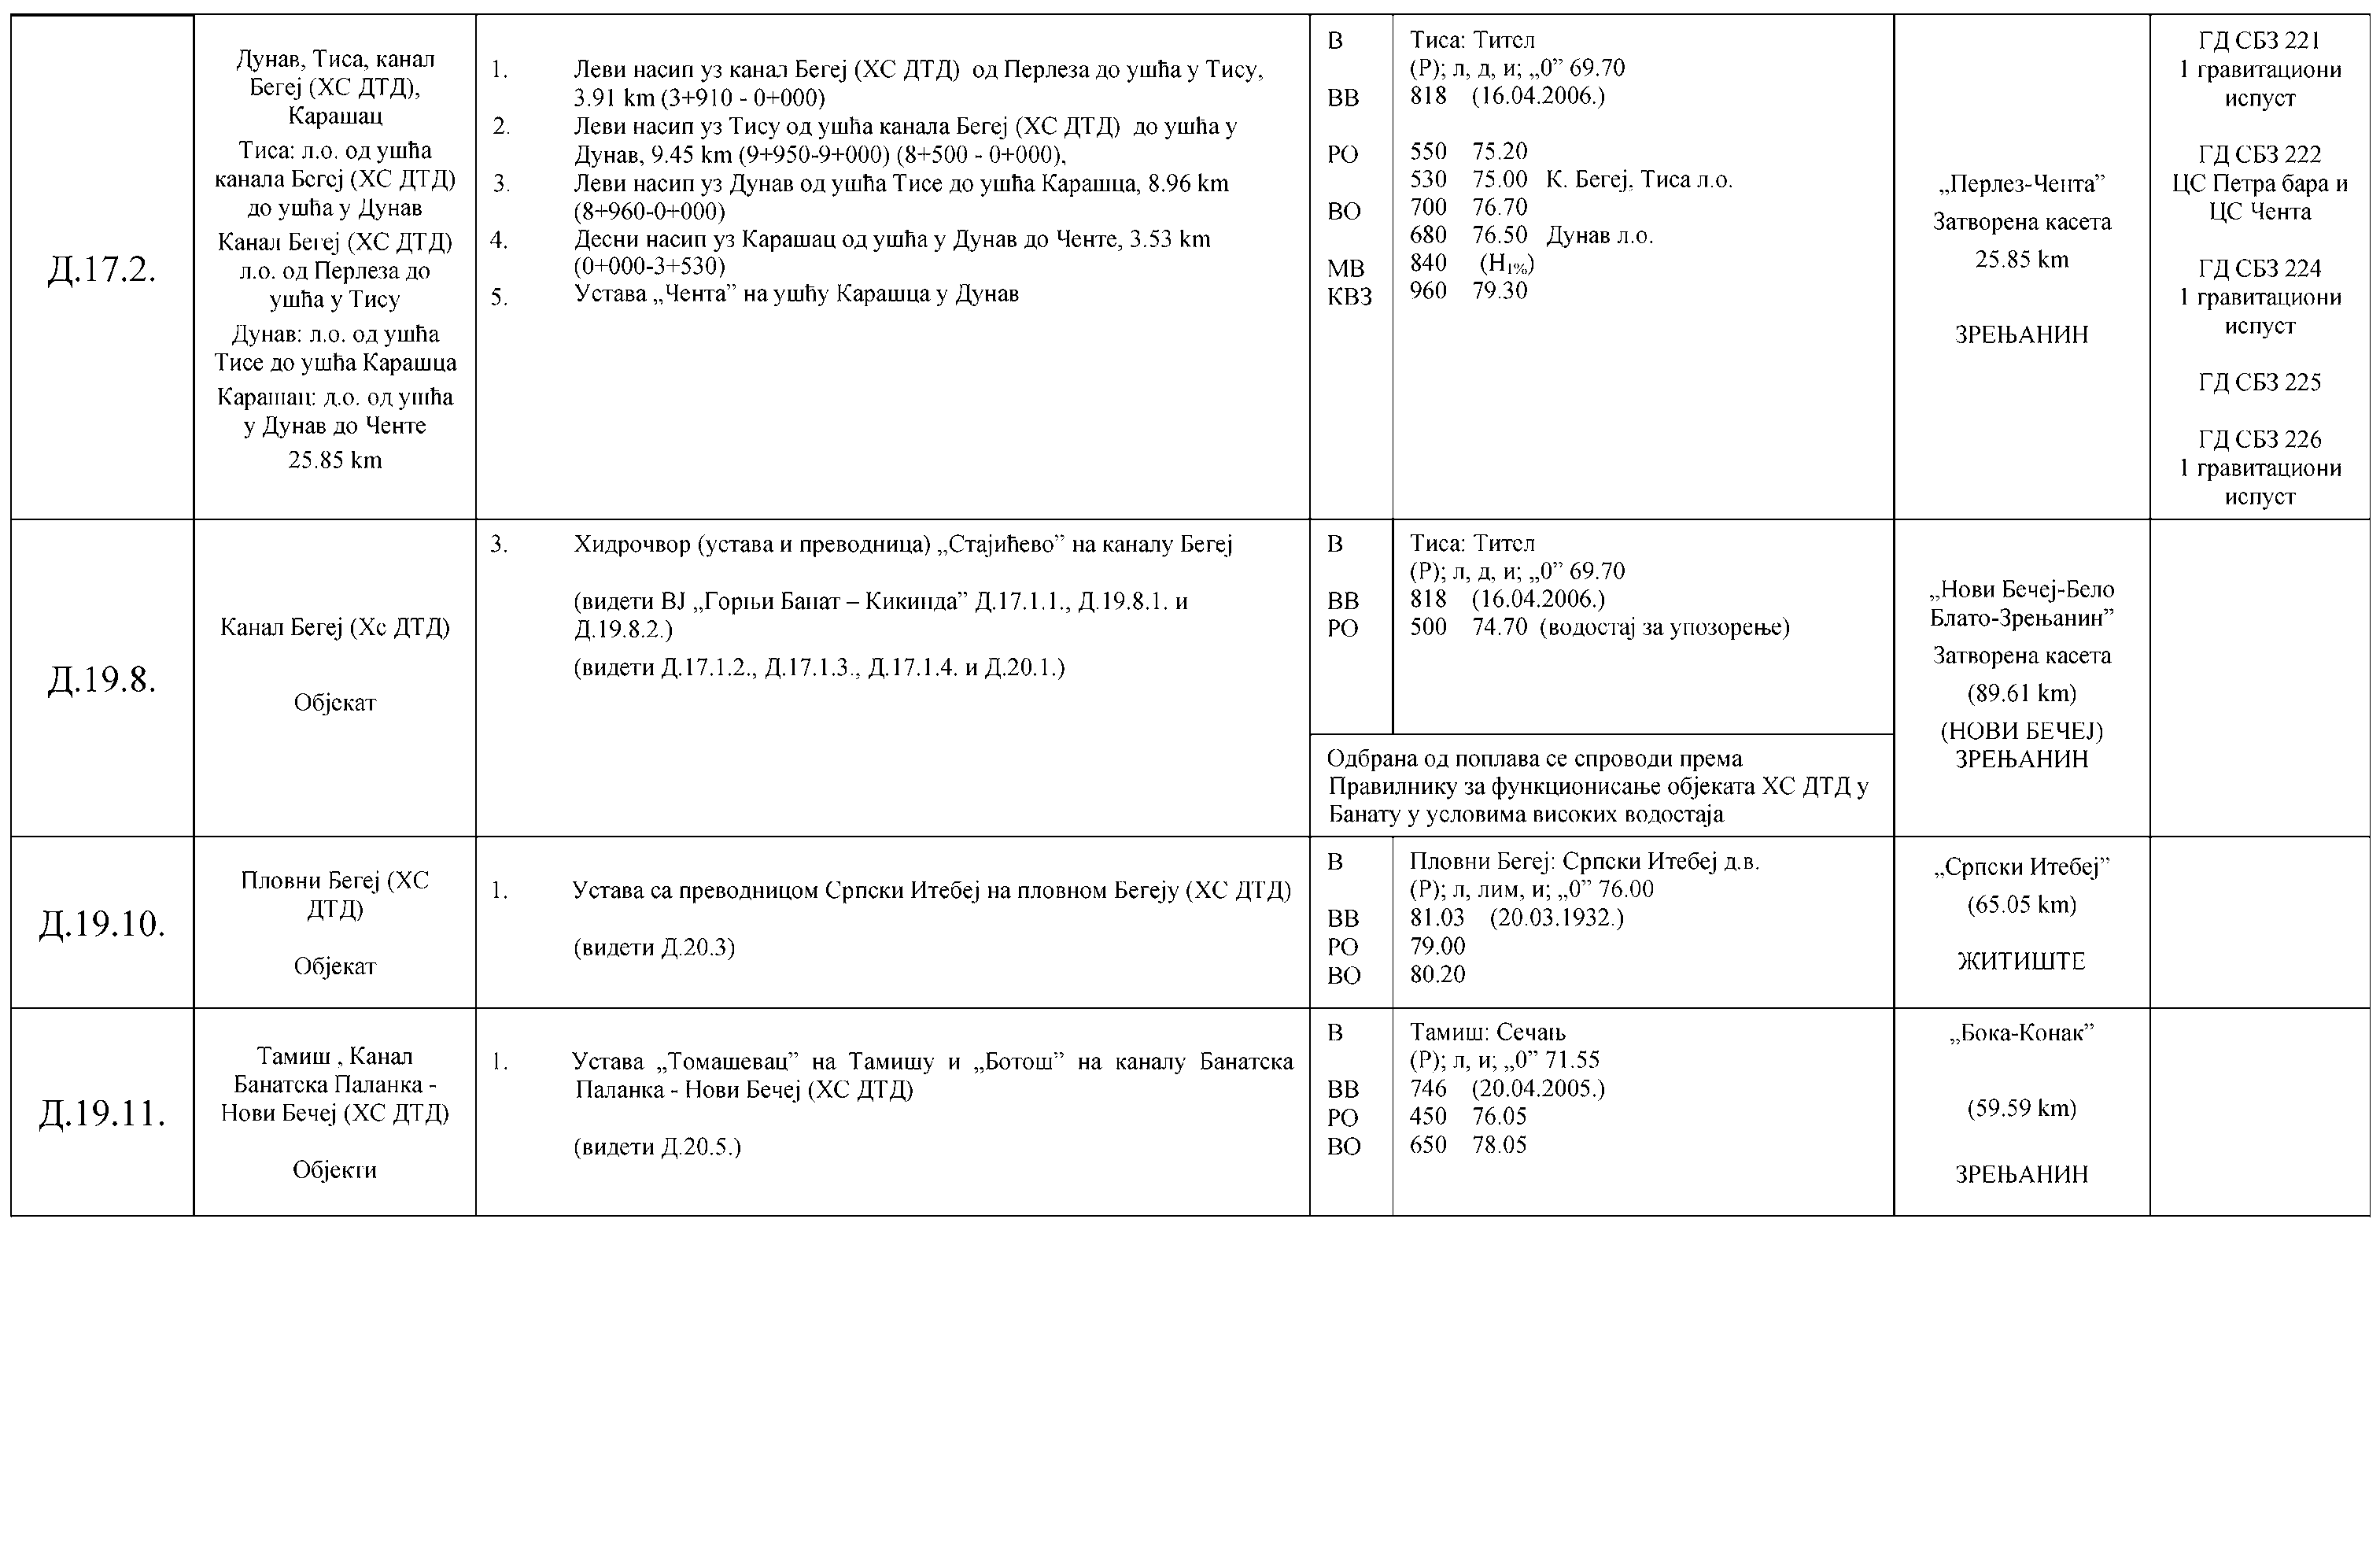 Д.17.2.
Дунав, Тиса, канал
Бегеј (ХС ДТД),
Карашац
Тиса: л.о. од ушћа
канала Бегеј (ХС ДТД)
до ушћа у Дунав
Канал Бегеј (ХС ДТД)
л.о. од Перлеза до
ушћа у Тису
Дунав: л.о. од ушћа
Тисе до ушћа Карашца
Карашац: д.о. од ушћа
у Дунав до Ченте
25.85 km
1. Леви насип уз канал Бегеј (ХС ДТД) од Перлеза до ушћа у Тису,
3.91 km (3+910 - 0+000)
2. Леви насип уз Тису од ушћа канала Бегеј (ХС ДТД) до ушћа у
Дунав, 9.45 km (9+950-9+000) (8+500 - 0+000),
3. Леви насип уз Дунав од ушћа Тисе до ушћа Карашца, 8.96 km
(8+960-0+000)
4. Десни насип уз Карашац од ушћа у Дунав до Ченте, 3.53 km
(0+000-3+530)
5. Устава „Чента” на ушћу Карашца у Дунав
В Тиса: Тител
(Р); л, д, и; „0” 69.70
ВВ 818 (16.04.2006.)
РО 550 75.20
530 75.00 К. Бегеј, Тиса л.о.
ВО 700 76.70
680 76.50 Дунав л.о.
МВ 840 (H1%)
КВЗ 960 79.30
„Перлез-Чента”
Затворена касета
25.85 km
ЗРЕЊАНИН
ГД СБЗ 221
1 гравитациони
испуст
ГД СБЗ 222
ЦС Петра бара и
ЦС Чента
ГД СБЗ 224
1 гравитациони
испуст
ГД СБЗ 225
ГД СБЗ 226
1 гравитациони
испуст
Д.19.8.
Канал Бегеј (Хс ДТД)
Објекат
3. Хидрочвор (устава и преводница) „Стајићево” на каналу Бегеј
(видети ВЈ „Горњи Банат – Кикинда” Д.17.1.1., Д.19.8.1. и
Д.19.8.2.)
(видети Д.17.1.2., Д.17.1.3., Д.17.1.4. и Д.20.1.)
В Тиса: Тител
(Р); л, д, и; „0” 69.70
ВВ 818 (16.04.2006.)
РО 500 74.70 (водостај за упозорење)
Одбрана од поплава се спроводи према
Правилнику за функционисање објеката ХС ДТД у
Банату у условима високих водостаја
„Нови Бечеј-Бело
Блато-Зрењанин”
Затворена касета
(89.61 km)
(НОВИ БЕЧЕЈ)
ЗРЕЊАНИН
Д.19.10.
Пловни Бегеј (ХС
ДТД)
Објекат
1. Устава са преводницом Српски Итебеј на пловном Бегеју (ХС ДТД)
(видети Д.20.3)
В Пловни Бегеј: Српски Итебеј д.в.
(Р); л, лим, и; „0” 76.00
ВВ 81.03 (20.03.1932.)
РО 79.00
ВО 80.20
„Српски Итебеј”
(65.05 km)
ЖИТИШТЕ
Д.19.11.
Тамиш , Канал
Банатска Паланка -
Нови Бечеј (ХС ДТД)
Објекти
1. Устава „Томашевац” на Тамишу и „Ботош” на каналу Банатска
Паланка - Нови Бечеј (ХС ДТД)
(видети Д.20.5.)
В Тамиш: Сечањ
(Р); л, и; „0” 71.55
ВВ 746 (20.04.2005.)
РО 450 76.05
ВО 650 78.05
„Бока-Конак”
(59.59 km)
ЗРЕЊАНИН